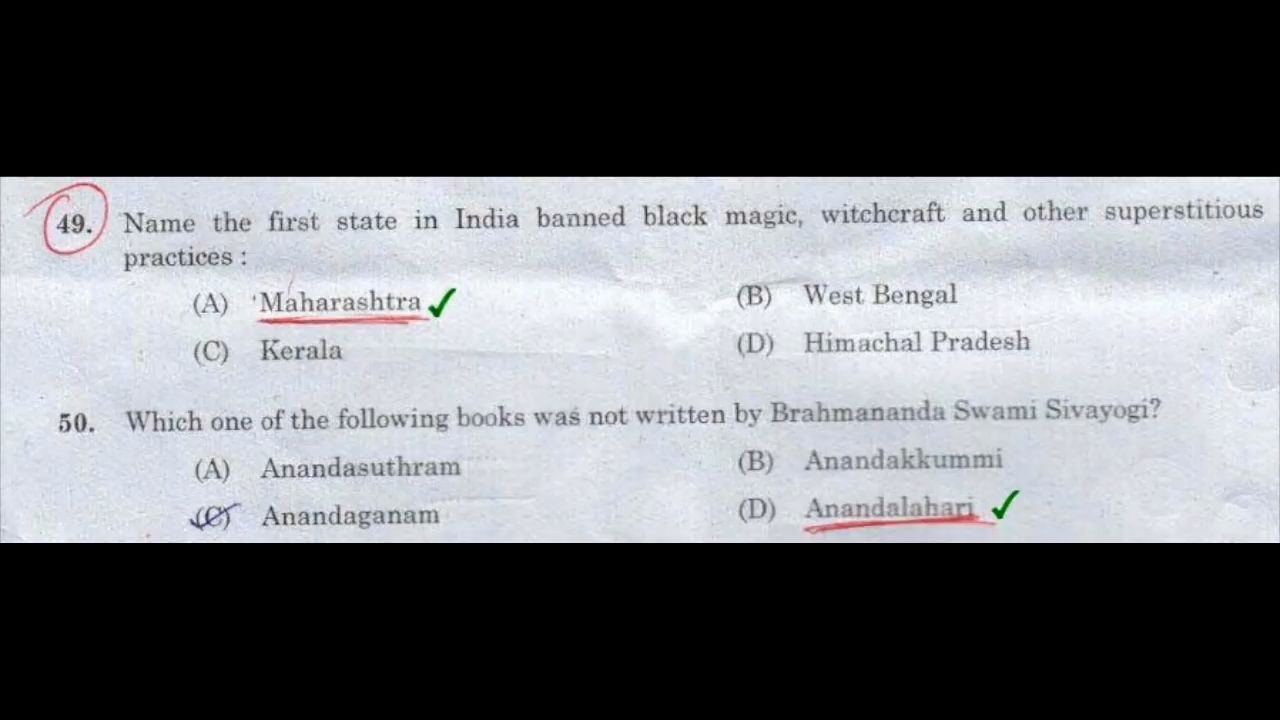 49. Name the first state in India banned black magic, witchcraft and other superstitious
practices :
(A) Maharashtra (B) West Bengal
(C) Kerala (D) Himachal Pradesh
50. Which one of the following books was not written by Brahmananda Swami Sivayogi?
(A) Anandasuthram (B) Anandakkummi
(C) Anandaganam (D) Anandalahari